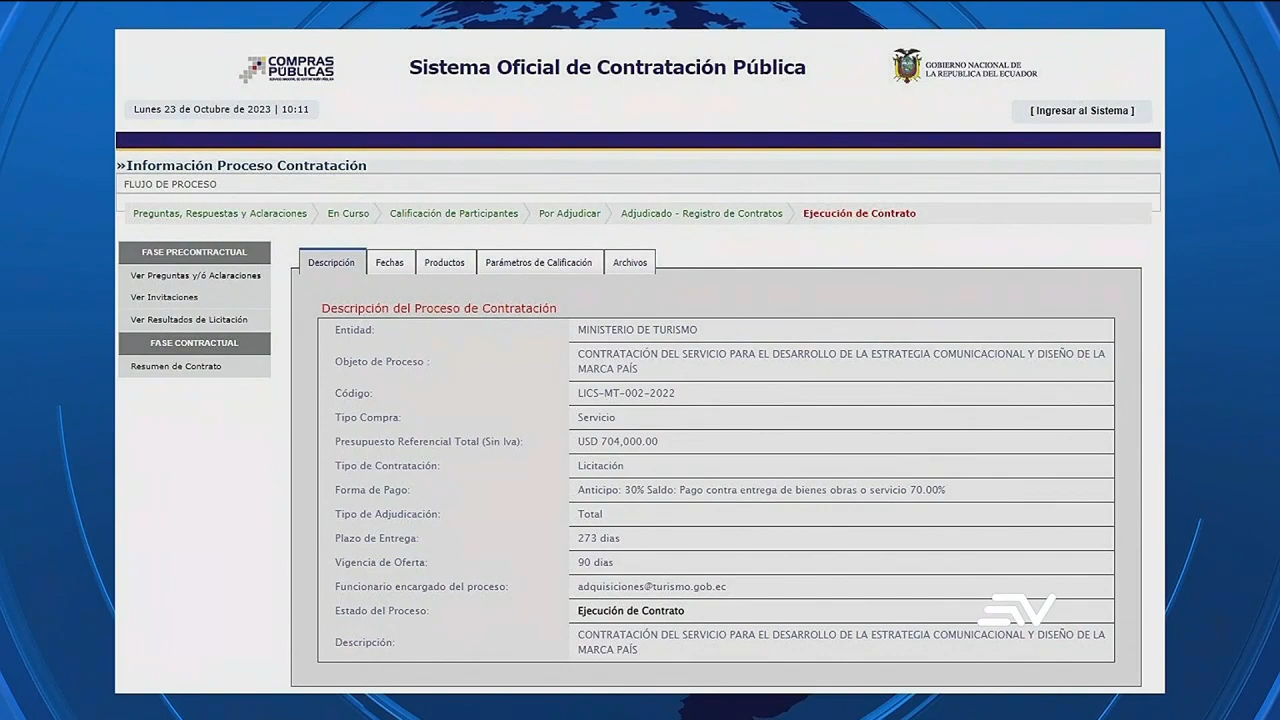 COMPRAS
PÚBLICAS
Sistema Oficial de Contratación Pública
GOBIERNO NACIONAL DE
LA REPUBLICA DEL ECUADOR
Lunes 23 de Octubre de 2023 | 10:11
[ Ingresar al Sistema ]
»Información Proceso Contratación
FLUJO DE PROCESO
Preguntas, Respuestas y Aclaraciones En Curso Calificación de Participantes Por Adjudicar Adjudicado - Registro de Contratos Ejecución de Contrato
FASE PRECONTRACTUAL
Ver Preguntas y/ó Aclaraciones
Ver Invitaciones
Ver Resultados de Licitación
FASE CONTRACTUAL
Resumen de Contrato
Descripción Fechas Productos Parámetros de Calificación Archivos
Descripción del Proceso de Contratación
Entidad: MINISTERIO DE TURISMO
Objeto de Proceso : CONTRATACIÓN DEL SERVICIO PARA EL DESARROLLO DE LA ESTRATEGIA COMUNICACIONAL Y DISEÑO DE LA
MARCA PAÍS
Código: LICS-MT-002-2022
Tipo Compra: Servicio
Presupuesto Referencial Total (Sin Iva): USD 704,000.00
Tipo de Contratación: Licitación
Forma de Pago: Anticipo: 30% Saldo: Pago contra entrega de bienes obras o servicio 70.00%
Tipo de Adjudicación: Total
Plazo de Entrega: 273 dias
Vigencia de Oferta: 90 dias
Funcionario encargado del proceso: adquisiciones@turismo.gob.ec
Estado del Proceso: Ejecución de Contrato
Descripción: CONTRATACIÓN DEL SERVICIO PARA EL DESARROLLO DE LA ESTRATEGIA COMUNICACIONAL Y DISEÑO DE LA
MARCA PAÍS